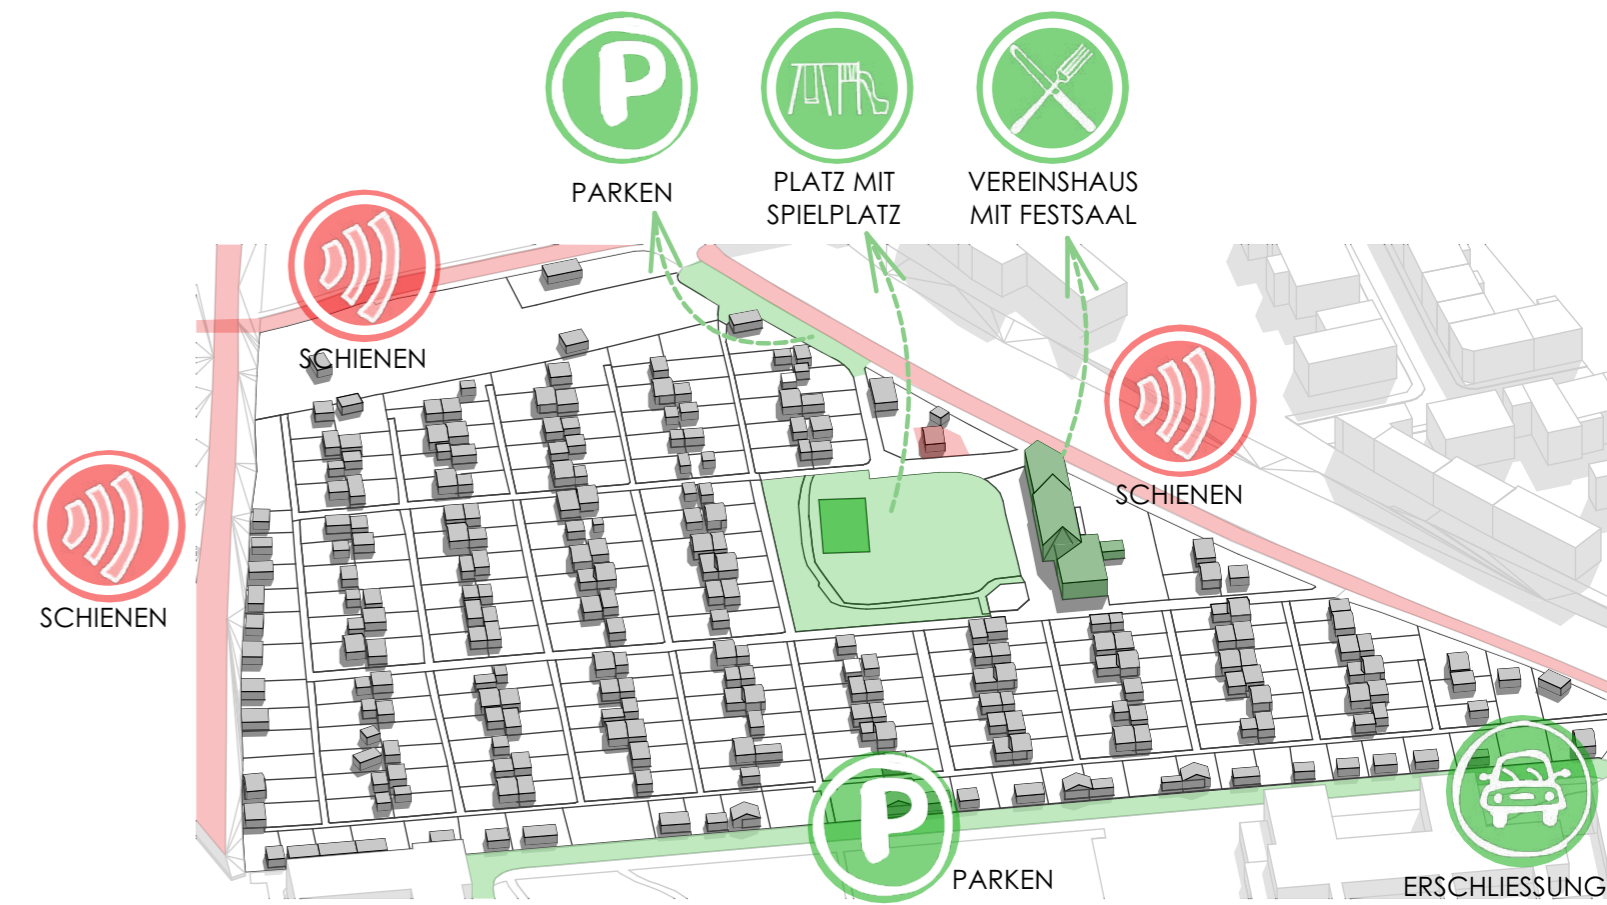 P
PARKEN
PLATZ MIT
SPIELPLATZ
VEREINSHAUS
MIT FESTSAAL
SCHIENEN
SCHIENEN
SCHIENEN
P
PARKEN
ERSCHLIESSUNG